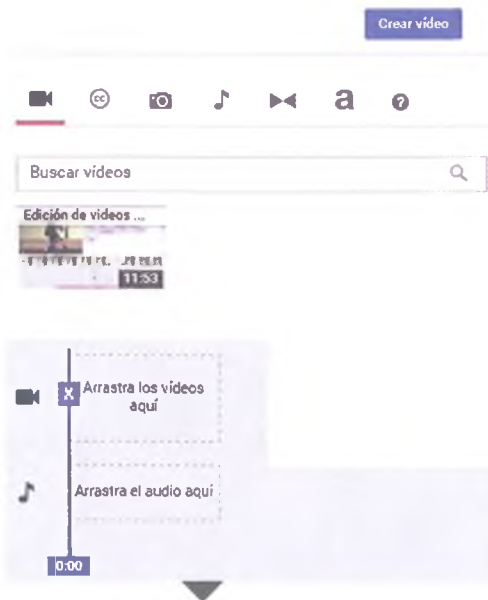 Crear vídeo
cc
a
?
Buscar vídeos
Edición de videos ...
11:53
X
Arrastra los vídeos
aquí
Arrastra el audio aquí
0:00